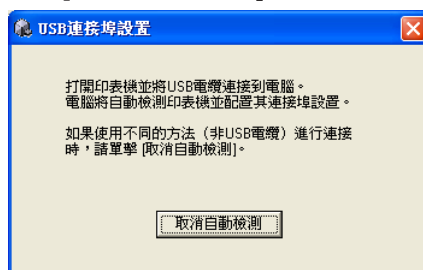 USB連接埠設置
打開印表機並將USB電纜連接到電腦。
電腦將自動檢測印表機並配置其連接埠設置。
如果使用不同的方法（非USB電纜）進行連接
時，請單擊 [取消自動檢測]。
取消自動檢測